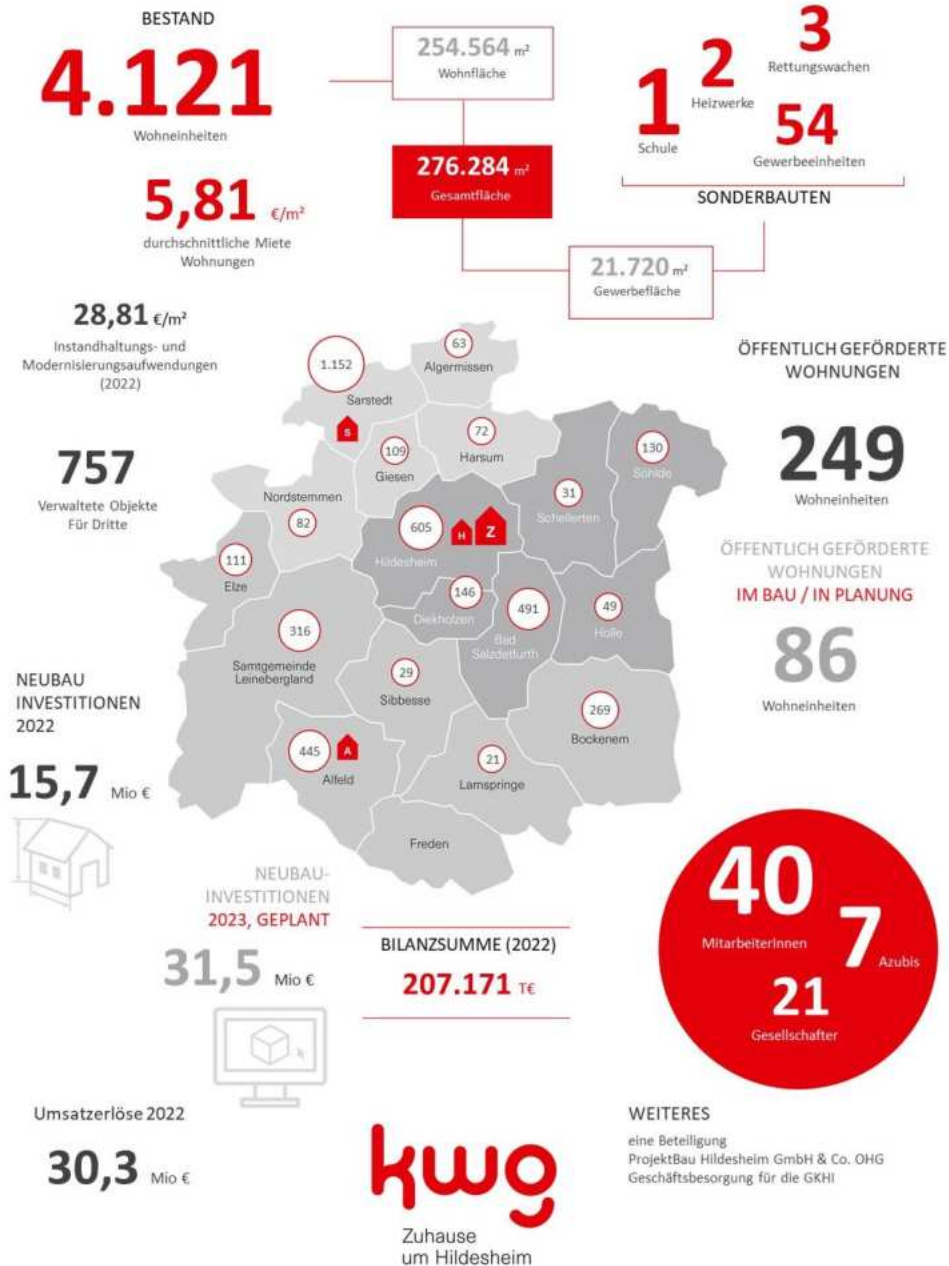 BESTAND
4.121
Wohneinheiten
254.564 m²
Wohnfläche
276.284 m²
Gesamtfläche
21.720 m²
Gewerbefläche
1
Schule
2
Heizwerke
3
Rettungswachen
54
Gewerbeeinheiten
SONDERBAUTEN
5,81 €/m²
durchschnittliche Miete
Wohnungen
28,81 €/m²
Instandhaltungs- und
Modernisierungsaufwendungen
(2022)
757
Verwaltete Objekte
Für Dritte
1.152
Sarstedt
S
63
Algermissen
109
Giesen
72
Harsum
Nordstemmen
82
605
Hildesheim
H
Z
31
Schellerten
130
Söhlde
111
Elze
146
Diekholzen
491
Bad
Salzdetfurth
49
Holle
316
Samtgemeinde
Leinebergland
29
Sibbesse
269
Bockenem
445
Alfeld
A
21
Lamspringe
Freden
ÖFFENTLICH GEFÖRDERTE
WOHNUNGEN
249
Wohneinheiten
ÖFFENTLICH GEFÖRDERTE
WOHNUNGEN
IM BAU / IN PLANUNG
86
Wohneinheiten
NEUBAU
INVESTITIONEN
2022
15,7 Mio €
NEUBAU-
INVESTITIONEN
2023, GEPLANT
31,5 Mio €
BILANZSUMME (2022)
207.171 T€
40
MitarbeiterInnen
7
Azubis
21
Gesellschafter
Umsatzerlöse 2022
30,3 Mio €
kwg
Zuhause
um Hildesheim
WEITERES
eine Beteiligung
ProjektBau Hildesheim GmbH & Co. OHG
Geschäftsbesorgung für die GKHI